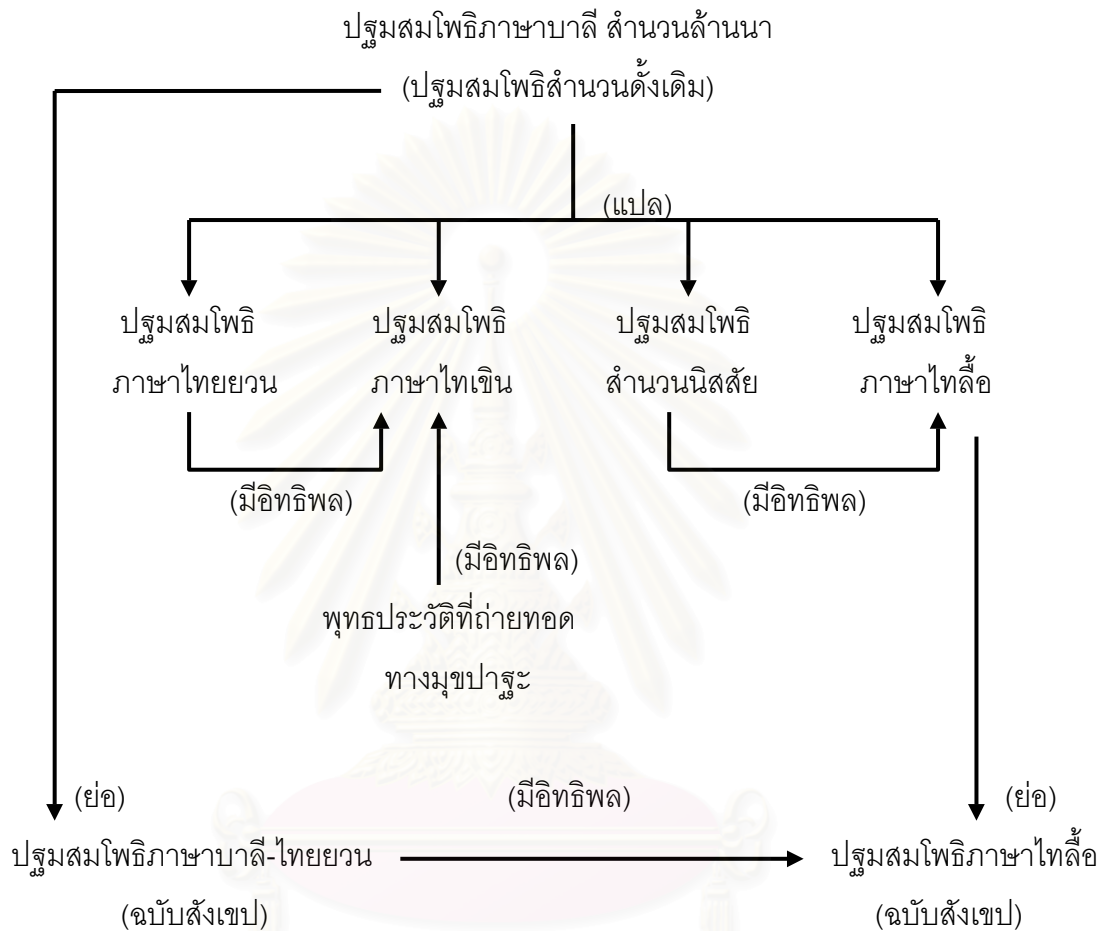 ปฐมสมโพธิภาษาบาลี สำนวนล้านนา
(ปฐมสมโพธิสำนวนดั้งเดิม)
(แปล)
ปฐมสมโพธิ ปฐมสมโพธิ ปฐมสมโพธิ ปฐมสมโพธิ
ภาษาไทยยวน ภาษาไทเขิน สำนวนนิสสัย ภาษาไทลื้อ
(มีอิทธิพล) (มีอิทธิพล)
(มีอิทธิพล)
พุทธประวัติที่ถ่ายทอด
ทางมุขปาฐะ
(ย่อ) (มีอิทธิพล) (ย่อ)
ปฐมสมโพธิภาษาบาลี-ไทยยวน ปฐมสมโพธิภาษาไทลื้อ
(ฉบับสังเขป) (ฉบับสังเขป)